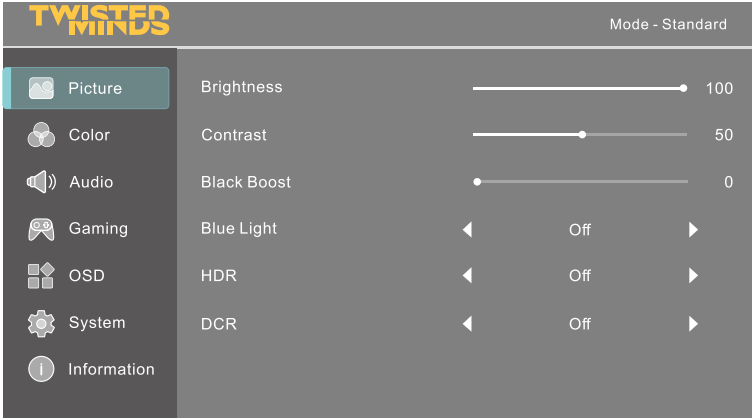 TWISTED
MINDS
Mode - Standard
Picture
Brightness 100
Color
Contrast 50
Audio
Black Boost 0
Gaming
Blue Light Off
OSD
HDR Off
System
DCR Off
Information